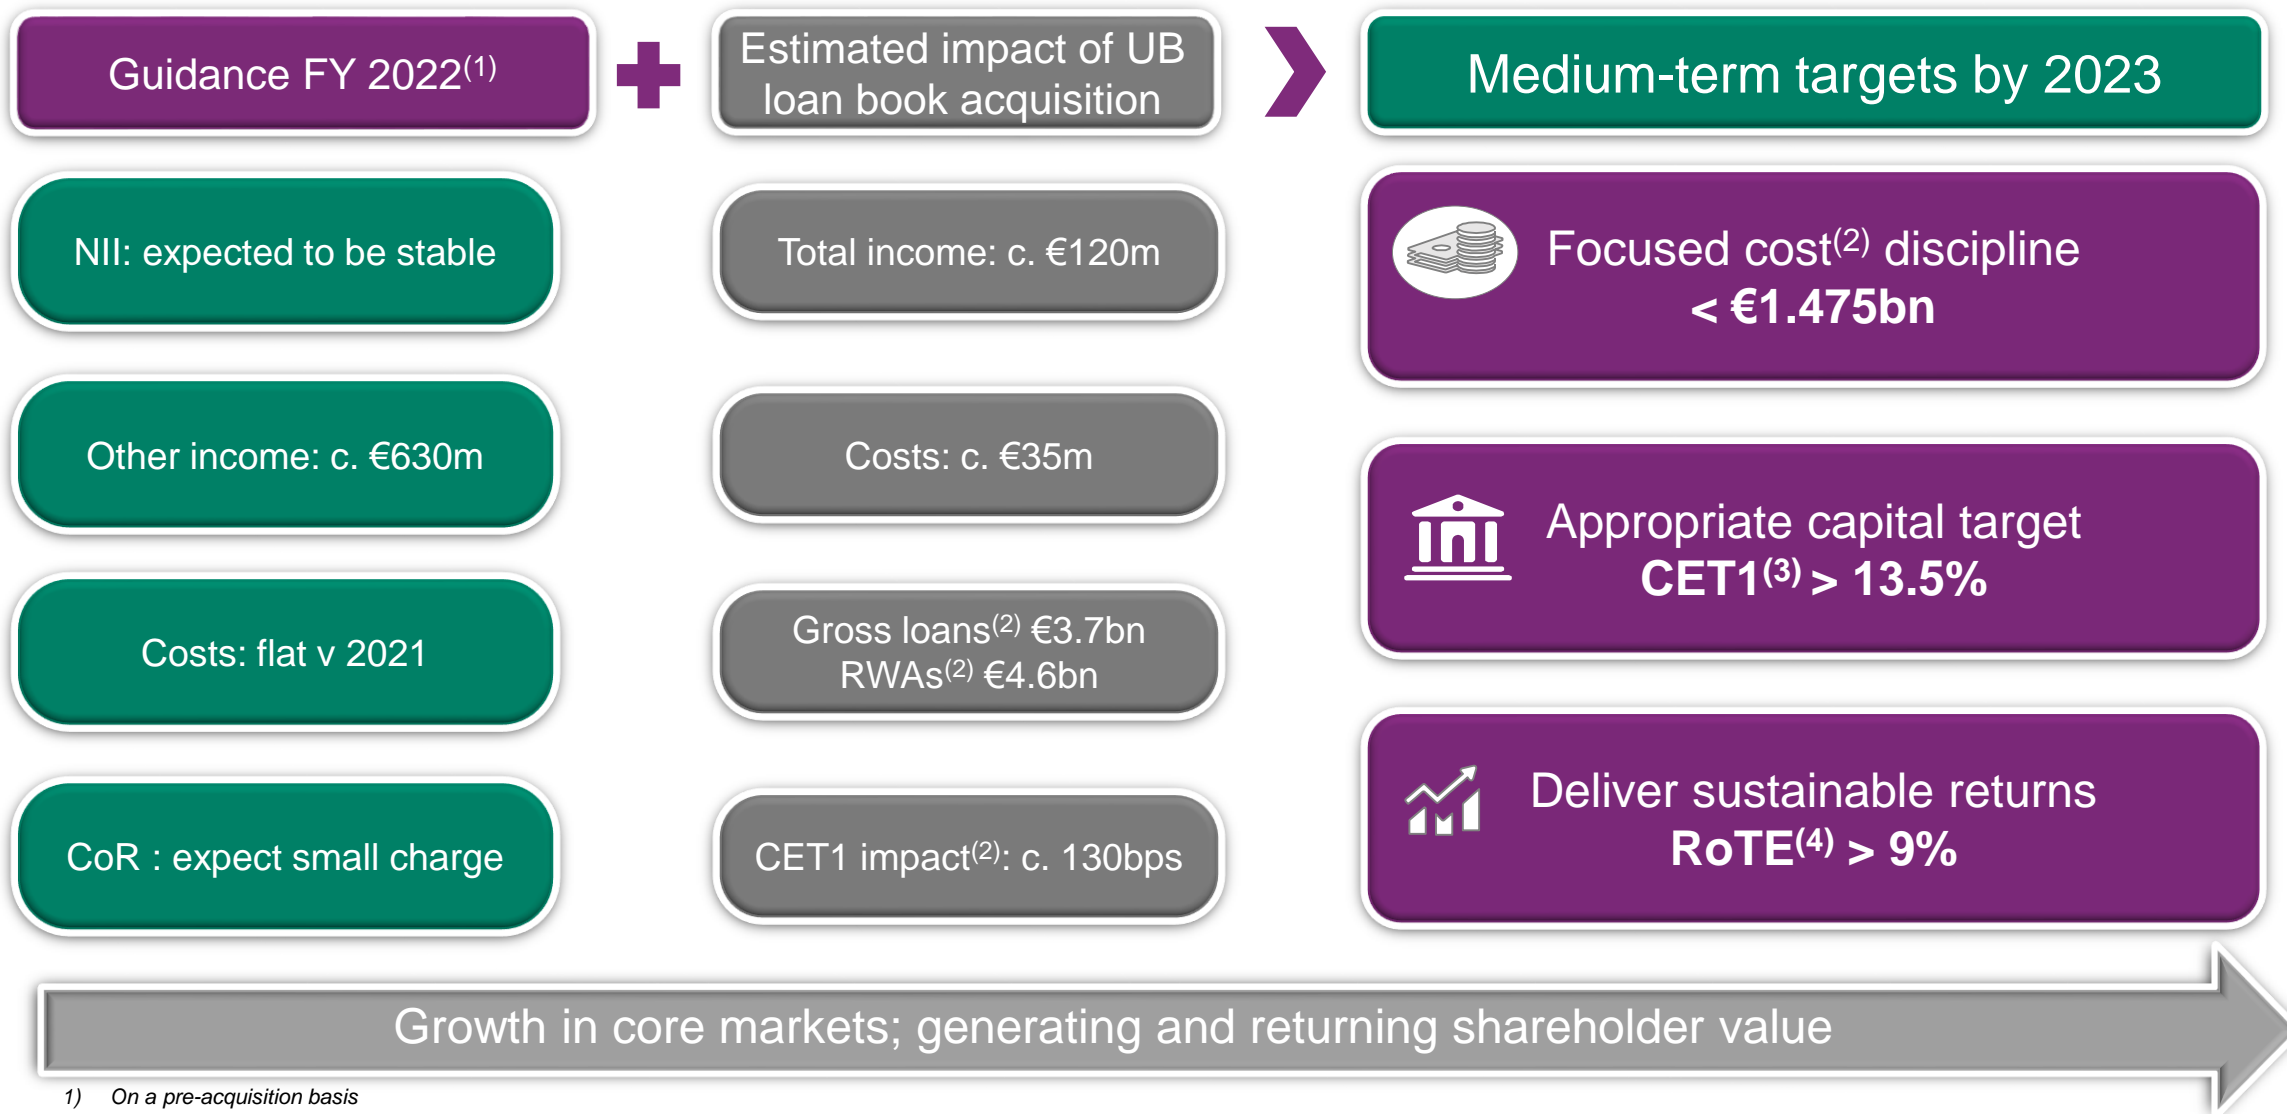 Guidance FY 2022(1)
Estimated impact of UB
loan book acquisition
Medium-term targets by 2023
NII: expected to be stable
Other income: c. €630m
Costs: flat v 2021
CoR : expect small charge
Total income: c. €120m
Costs: c. €35m
Gross loans(2) €3.7bn
RWAs(2) €4.6bn
CET1 impact(2): c. 130bps
Focused cost(2) discipline
< €1.475bn
Appropriate capital target
CET1(3) > 13.5%
Deliver sustainable returns
RoTE(4) > 9%
Growth in core markets; generating and returning shareholder value
1) On a pre-acquisition basis